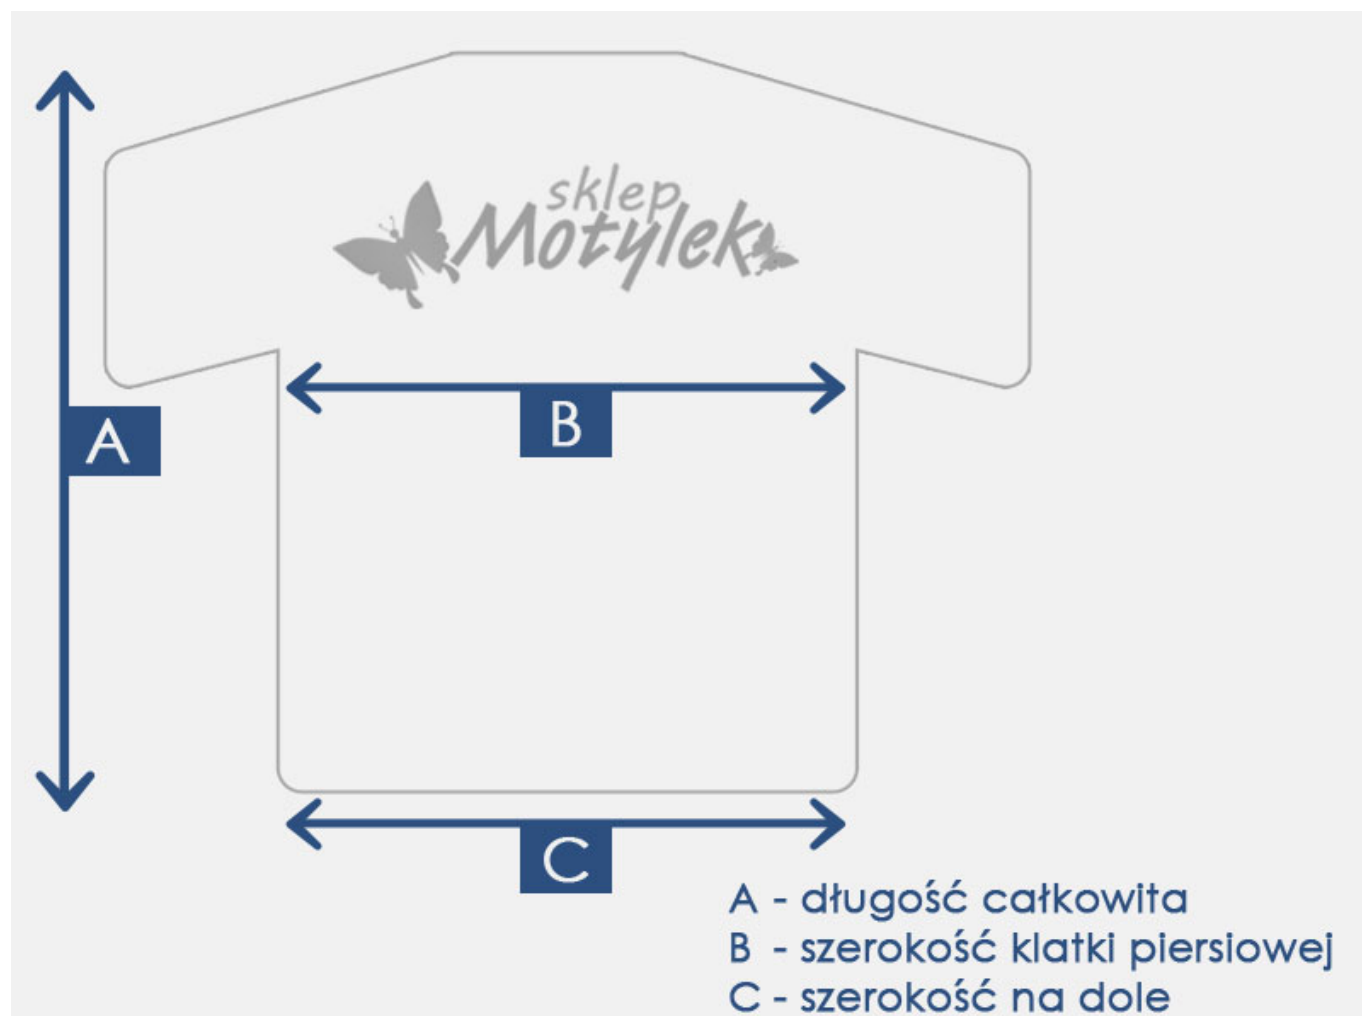 sklep
Motylek
A
B
C
A - długość całkowita
B - szerokość klatki piersiowej
C - szerokość na dole